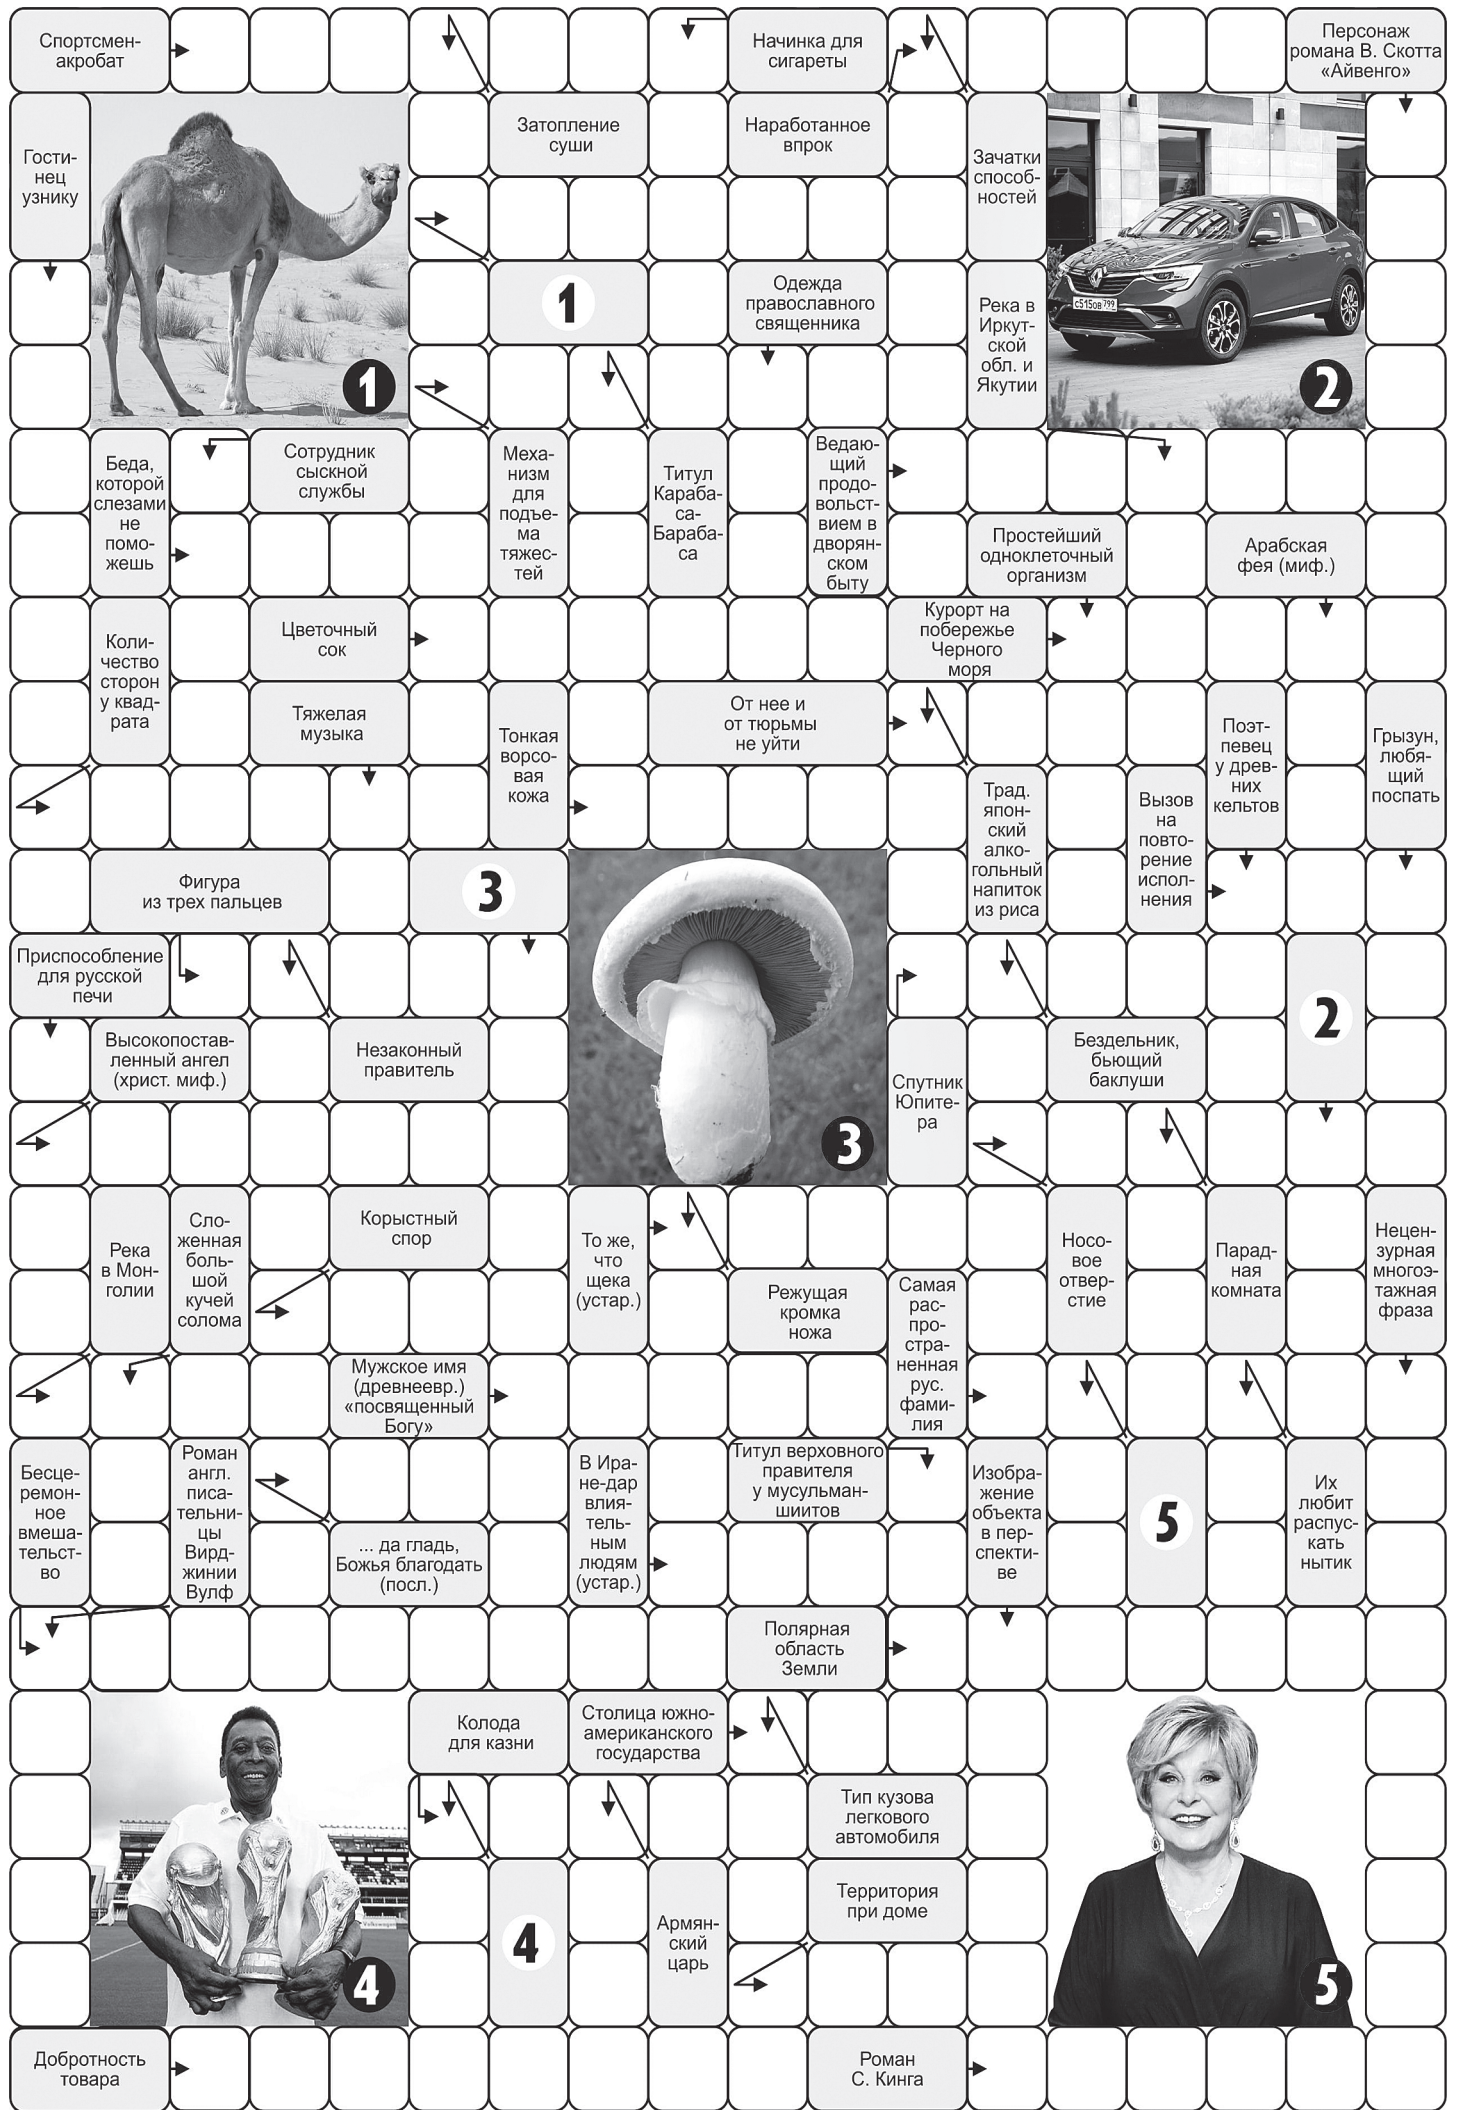 Спортсмен-
акробат
Начинка для
сигареты
Персонаж
романа В. Скотта
«Айвенго»
Гости-
нец
узнику
Затопление
суши
Наработанное
впрок
Зачатки
способ-
ностей
1
Одежда
православного
священника
Река в
Иркут-
ской
обл. и
Якутии
с515ов 799
1
2
Беда,
которой
слезами
не
помо-
жешь
Сотрудник
сыскной
службы
Меха-
низм
для
подъе-
ма
тяжес-
тей
Титул
Караба-
са-
Бараба-
са
Ведаю-
щий
продо-
вольст-
вием в
дворян-
ском
быту
Простейший
одноклеточный
организм
Арабская
фея (миф.)
Коли-
чество
сторон
у квад-
рата
Цветочный
сок
Курорт на
побережье
Черного
моря
Тяжелая
музыка
Тонкая
ворсо-
вая
кожа
От нее и
от тюрьмы
не уйти
Поэт-
певец
у древ-
них
кельтов
Грызун,
любя-
щий
поспать
Трад.
япон-
ский
алко-
гольный
напиток
из риса
Вызов
на
повто-
рение
испол-
нения
Фигура
из трех пальцев
3
Приспособление
для русской
печи
2
Высокопостав-
ленный ангел
(христ. миф.)
Незаконный
правитель
Спутник
Юпите-
ра
Бездельник,
бьющий
баклуши
3
Река
в Мон-
голии
Сло-
женная
боль-
шой
кучей
солома
Корыстный
спор
То же,
что
щека
(устар.)
Режущая
кромка
ножа
Самая
рас-
про-
стра-
ненная
рус.
фами-
лия
Носо-
вое
отвер-
стие
Парад-
ная
комната
Нецен-
зурная
многоэ-
тажная
фраза
Мужское имя
(древнеевр.)
«посвященный
Богу»
Бесце-
ремон-
ное
вмеша-
тельст-
во
Роман
англ.
писа-
тельни-
цы
Вирд-
жинии
Вулф
В Ира-
не-дар
влия-
тель-
ным
людям
(устар.)
Титул верховного
правителя
у мусульман-
шиитов
Изобра-
жение
объекта
в пер-
спекти-
ве
5
Их
любит
распус-
кать
нытик
... да гладь,
Божья благодать
(посл.)
Полярная
область
Земли
Колода
для казни
Столица южно-
американского
государства
Тип кузова
легкового
автомобиля
4
Армян-
ский
царь
Территория
при доме
4
5
Добротность
товара
Роман
С. Кинга